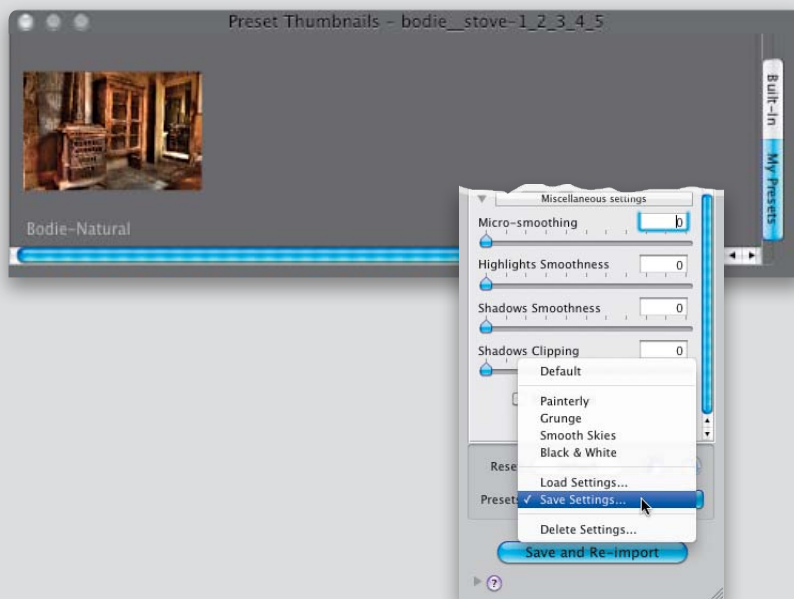 Preset Thumbnails – bodie__stove-1_2_3_4_5
Built-In
My Presets
Bodie-Natural
Miscellaneous settings
Micro-smoothing 0
Highlights Smoothness 0
Shadows Smoothness 0
Shadows Clipping 0
Default
Painterly
Grunge
Smooth Skies
Black & White
Rese
Load Settings...
Presets ✓ Save Settings...
Delete Settings...
Save and Re-import
?